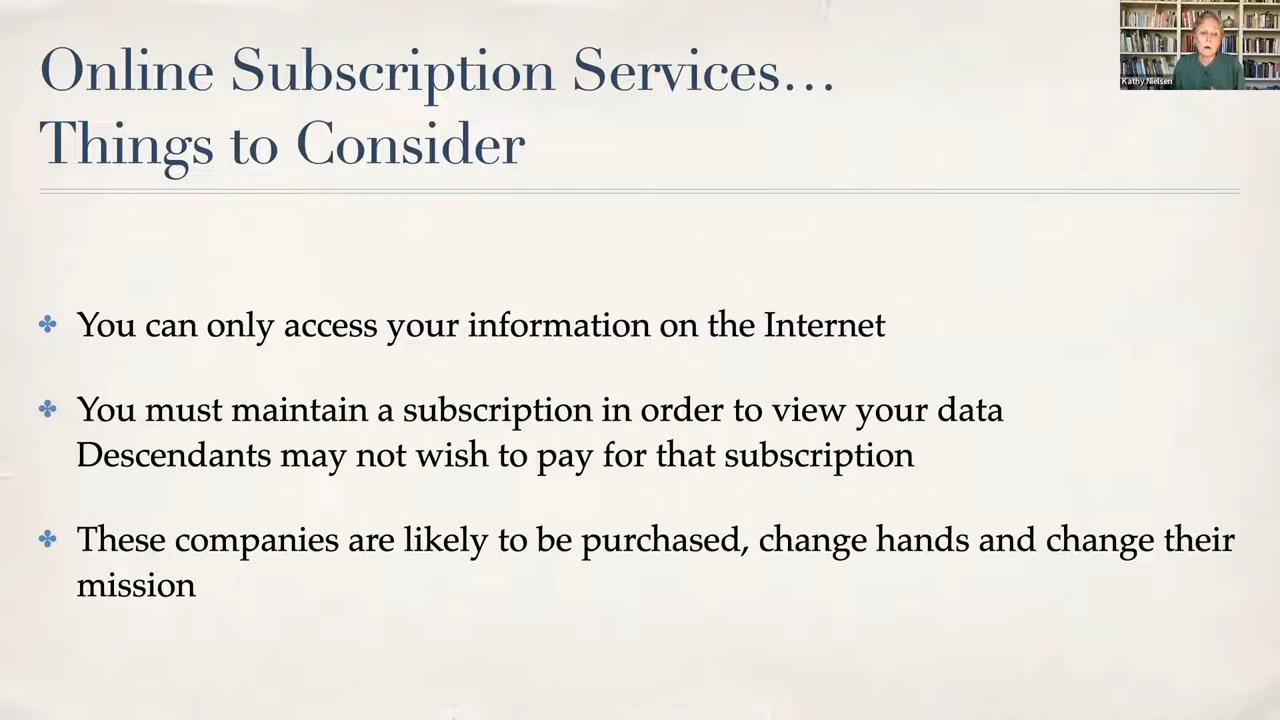 Online Subscription Services...
Things to Consider
Kathy Nielsen
You can only access your information on the Internet
You must maintain a subscription in order to view your data
Descendants may not wish to pay for that subscription
These companies are likely to be purchased, change hands and change their
mission